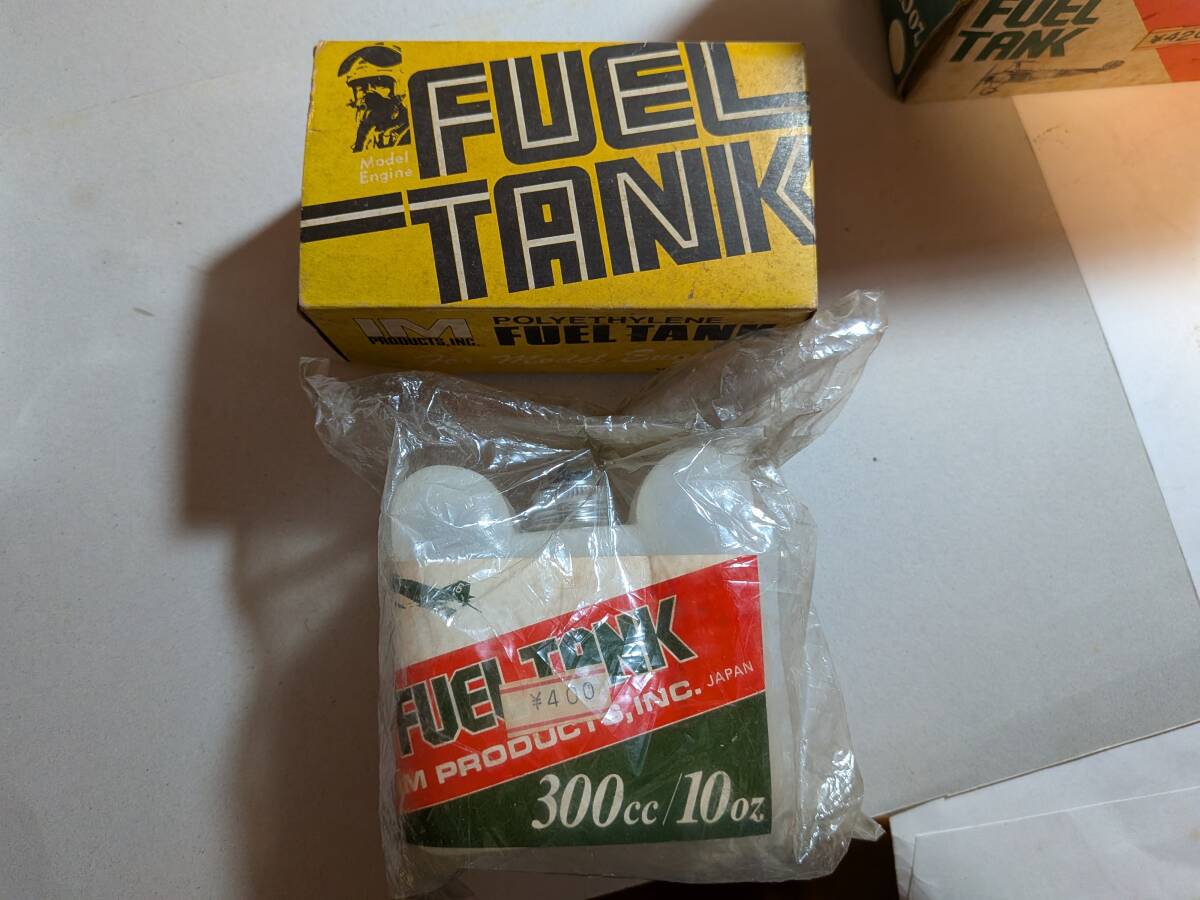 FUEL
TANK
Model
Engine
IM
PRODUCTS, INC.
POLYETHYLENE
FUEL TANK
FUEL
TANK
¥420
FUEL TANK
¥400
IM PRODUCTS, INC. JAPAN
300cc/10oz